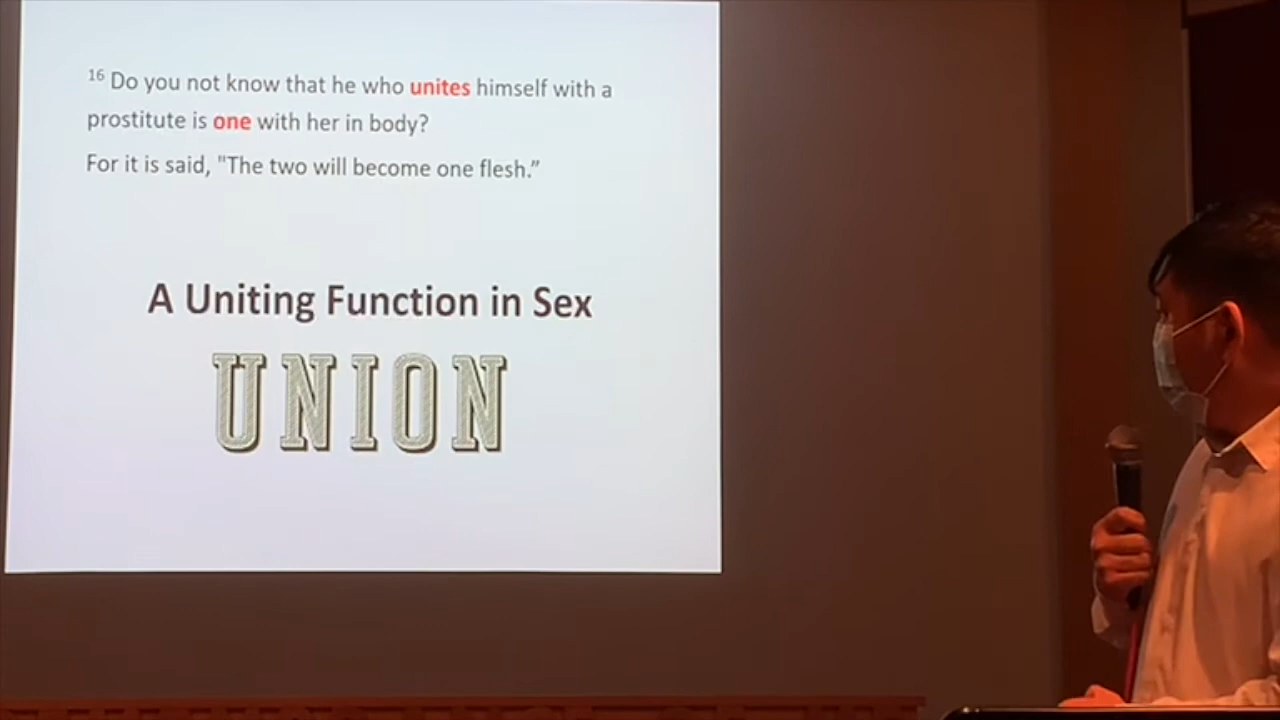 16 Do you not know that he who unites himself with a
prostitute is one with her in body?
For it is said, "The two will become one flesh.”
A Uniting Function in Sex
UNION